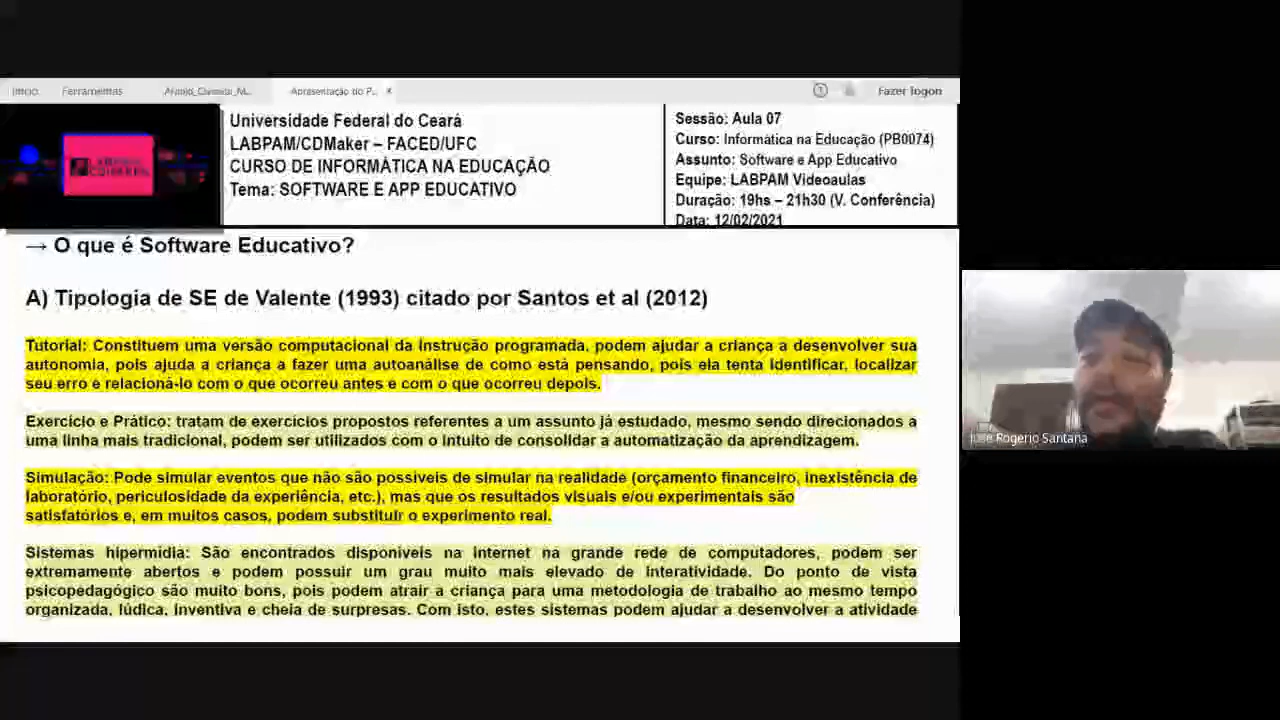 Início
Ferramentas
Apresentação do P...
Fazer logon
Universidade Federal do Ceará
LABPAM/CDMaker – FACED/UFC
CURSO DE INFORMÁTICA NA EDUCAÇÃO
Tema: SOFTWARE E APP EDUCATIVO
Sessão: Aula 07
Curso: Informática na Educação (PB0074)
Assunto: Software e App Educativo
Equipe: LABPAM Videoaulas
Duração: 19hs – 21h30 (V. Conferência)
Data: 12/02/2021
→ O que é Software Educativo?
A) Tipologia de SE de Valente (1993) citado por Santos et al (2012)
Tutorial: Constituem uma versão computacional da instrução programada, podem ajudar a criança a desenvolver sua
autonomia, pois ajuda a criança a fazer uma autoanálise de como está pensando, pois ela tenta identificar, localizar
seu erro e relacioná-lo com o que ocorreu antes e com o que ocorreu depois.
Exercício e Prático: tratam de exercícios propostos referentes a um assunto já estudado, mesmo sendo direcionados a
uma linha mais tradicional, podem ser utilizados com o intuito de consolidar a automatização da aprendizagem.
Simulação: Pode simular eventos que não são possíveis de simular na realidade (orçamento financeiro, inexistência de
laboratório, periculosidade da experiência, etc.), mas que os resultados visuais e/ou experimentais são
satisfatórios e, em muitos casos, podem substituir o experimento real.
Sistemas hipermídia: São encontrados disponíveis na internet na grande rede de computadores, podem ser
extremamente abertos e podem possuir um grau muito mais elevado de interatividade. Do ponto de vista
psicopedagógico são muito bons, pois podem atrair a criança para uma metodologia de trabalho ao mesmo tempo
organizada, lúdica, inventiva e cheia de surpresas. Com isto, estes sistemas podem ajudar a desenvolver a atividade
José Rogério Santana